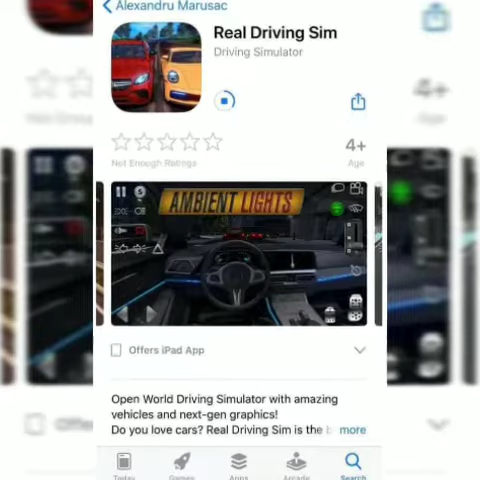 Alexandru Marusac
Real Driving Sim
Driving Simulator
Not Enough Ratings
4+
Age
AMBIENT LIGHTS
Offers iPad App
Open World Driving Simulator with amazing
vehicles and next-gen graphics!
Do you love cars? Real Driving Sim is the more
Today
Games
Apps
Arcade
Search